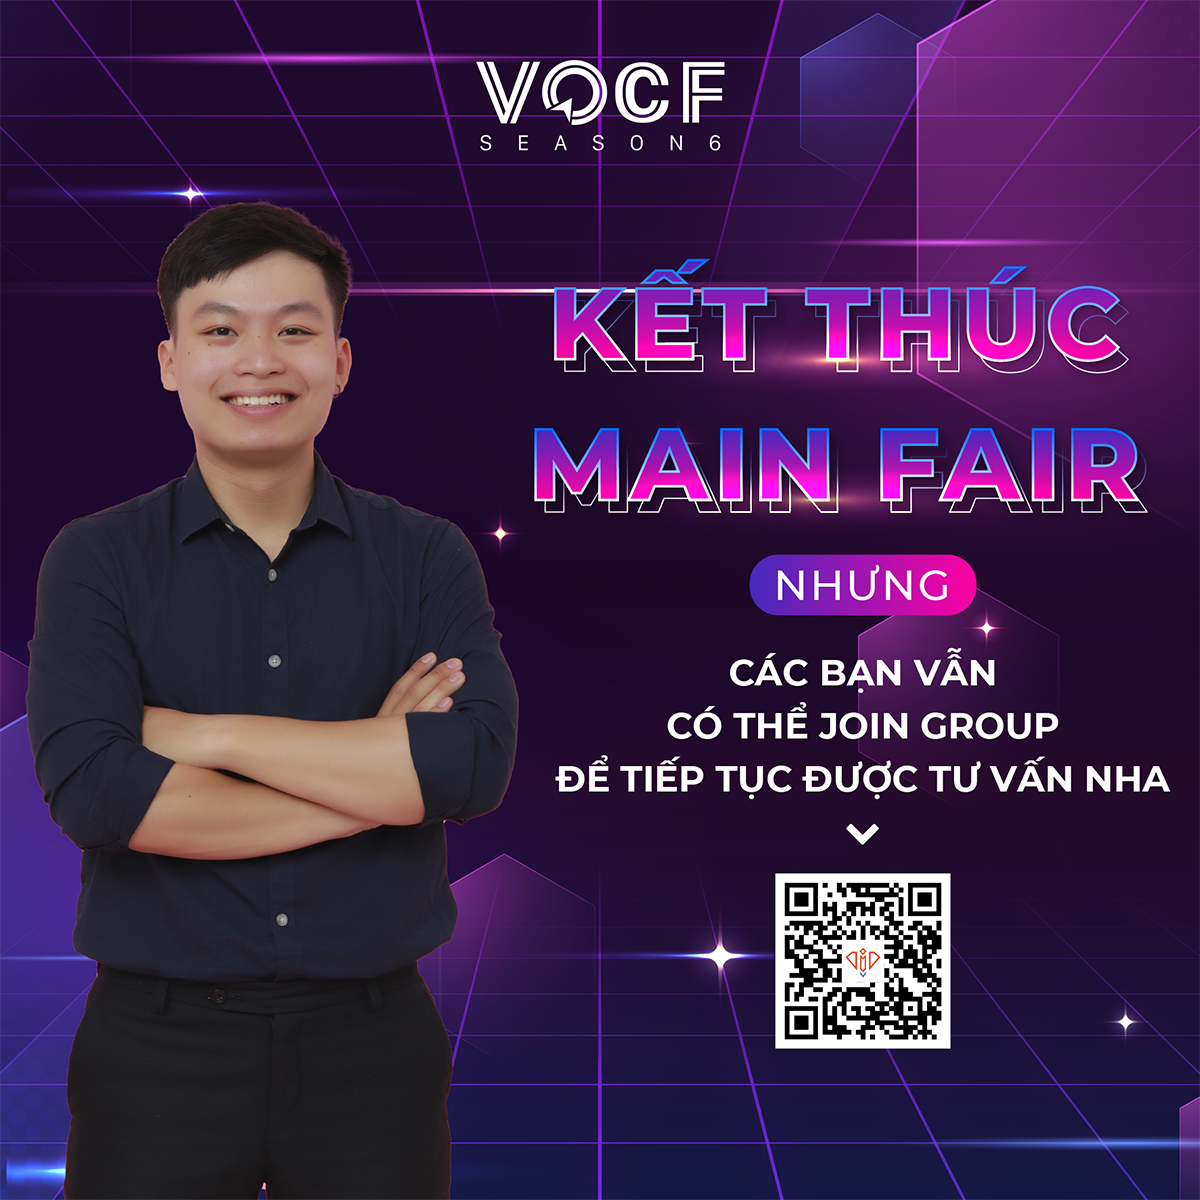 VOCF
SEASON 6
KẾT THÚC
MAIN FAIR
NHƯNG
CÁC BẠN VẪN
CÓ THỂ JOIN GROUP
ĐỂ TIẾP TỤC ĐƯỢC TƯ VẤN NHA